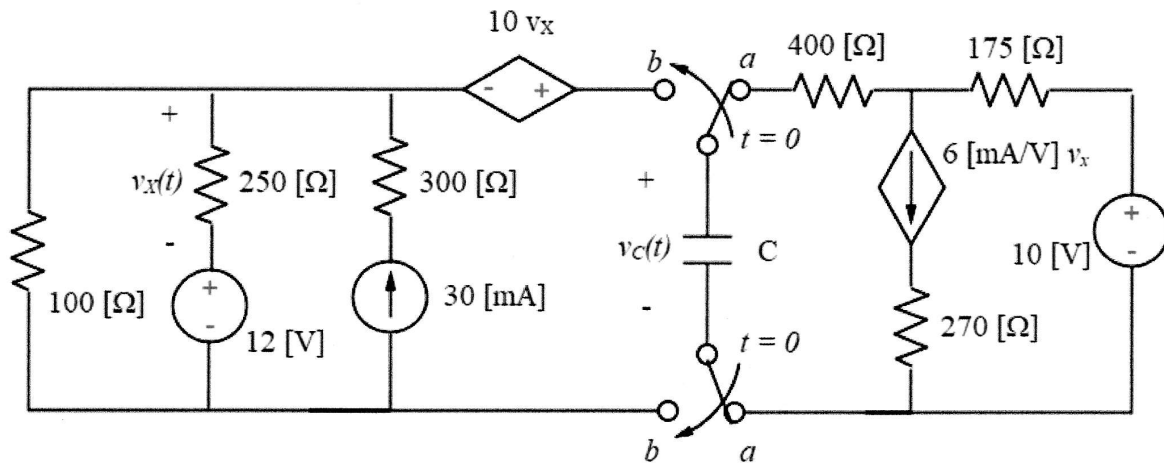 10 vX
b
a
400 [Ω]
175 [Ω]
-
+
t = 0
+
vX(t)
250 [Ω]
300 [Ω]
6 [mA/V] vx
-
+
vC(t)
C
+
-
10 [V]
100 [Ω]
+
-
12 [V]
30 [mA]
-
270 [Ω]
t = 0
b
a